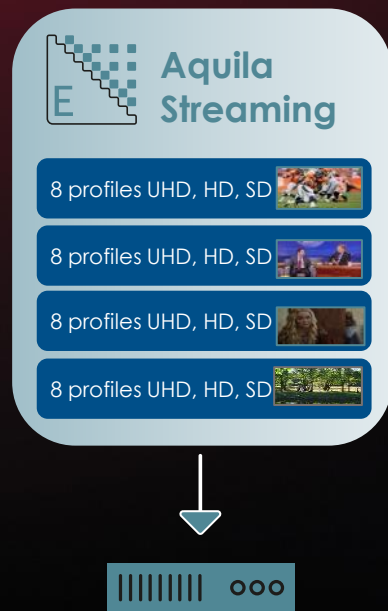 E
Aquila
Streaming
8 profiles UHD, HD, SD
8 profiles UHD, HD, SD
8 profiles UHD, HD, SD
8 profiles UHD, HD, SD